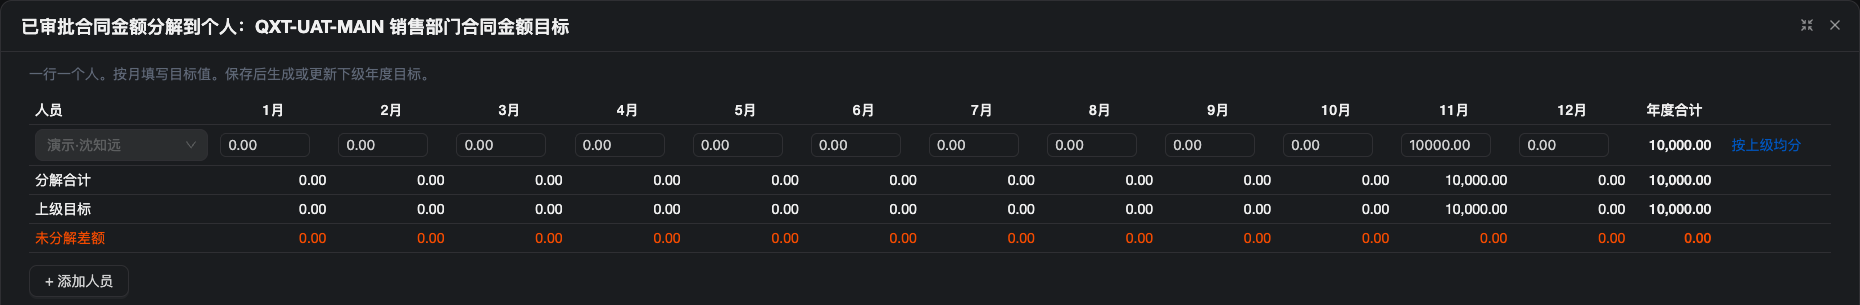 已审批合同金额分解到个人：QXT-UAT-MAIN 销售部门合同金额目标
一行一个人。按月填写目标值。保存后生成或更新下级年度目标。
人员 1月 2月 3月 4月 5月 6月 7月 8月 9月 10月 11月 12月 年度合计
演示·沈知远 0.00 0.00 0.00 0.00 0.00 0.00 0.00 0.00 0.00 0.00 10000.00 0.00 10,000.00 按上级均分
分解合计 0.00 0.00 0.00 0.00 0.00 0.00 0.00 0.00 0.00 0.00 10,000.00 0.00 10,000.00
上级目标 0.00 0.00 0.00 0.00 0.00 0.00 0.00 0.00 0.00 0.00 10,000.00 0.00 10,000.00
未分解差额 0.00 0.00 0.00 0.00 0.00 0.00 0.00 0.00 0.00 0.00 0.00 0.00 0.00
+ 添加人员